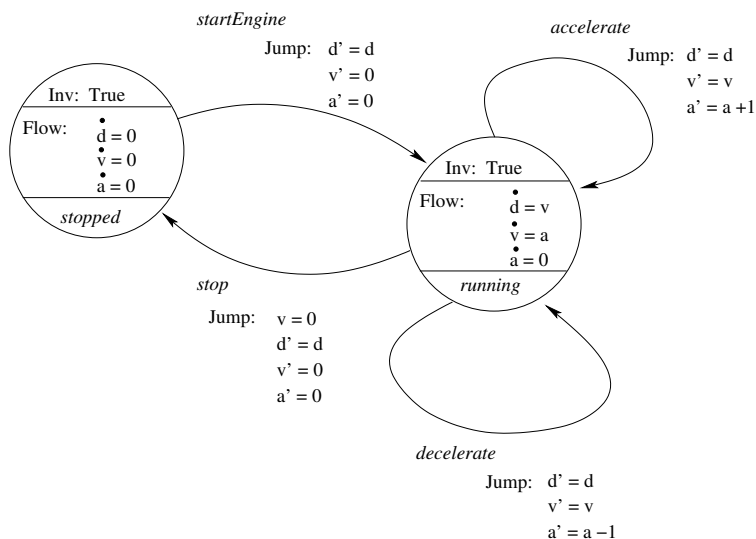 startEngine
Jump: d' = d
v' = 0
a' = 0
accelerate
Jump: d' = d
v' = v
a' = a +1
Inv: True
Flow:
ḋ = 0
v̇ = 0
ȧ = 0
stopped
Inv: True
Flow:
ḋ = v
v̇ = a
ȧ = 0
running
stop
Jump: v = 0
d' = d
v' = 0
a' = 0
decelerate
Jump: d' = d
v' = v
a' = a −1